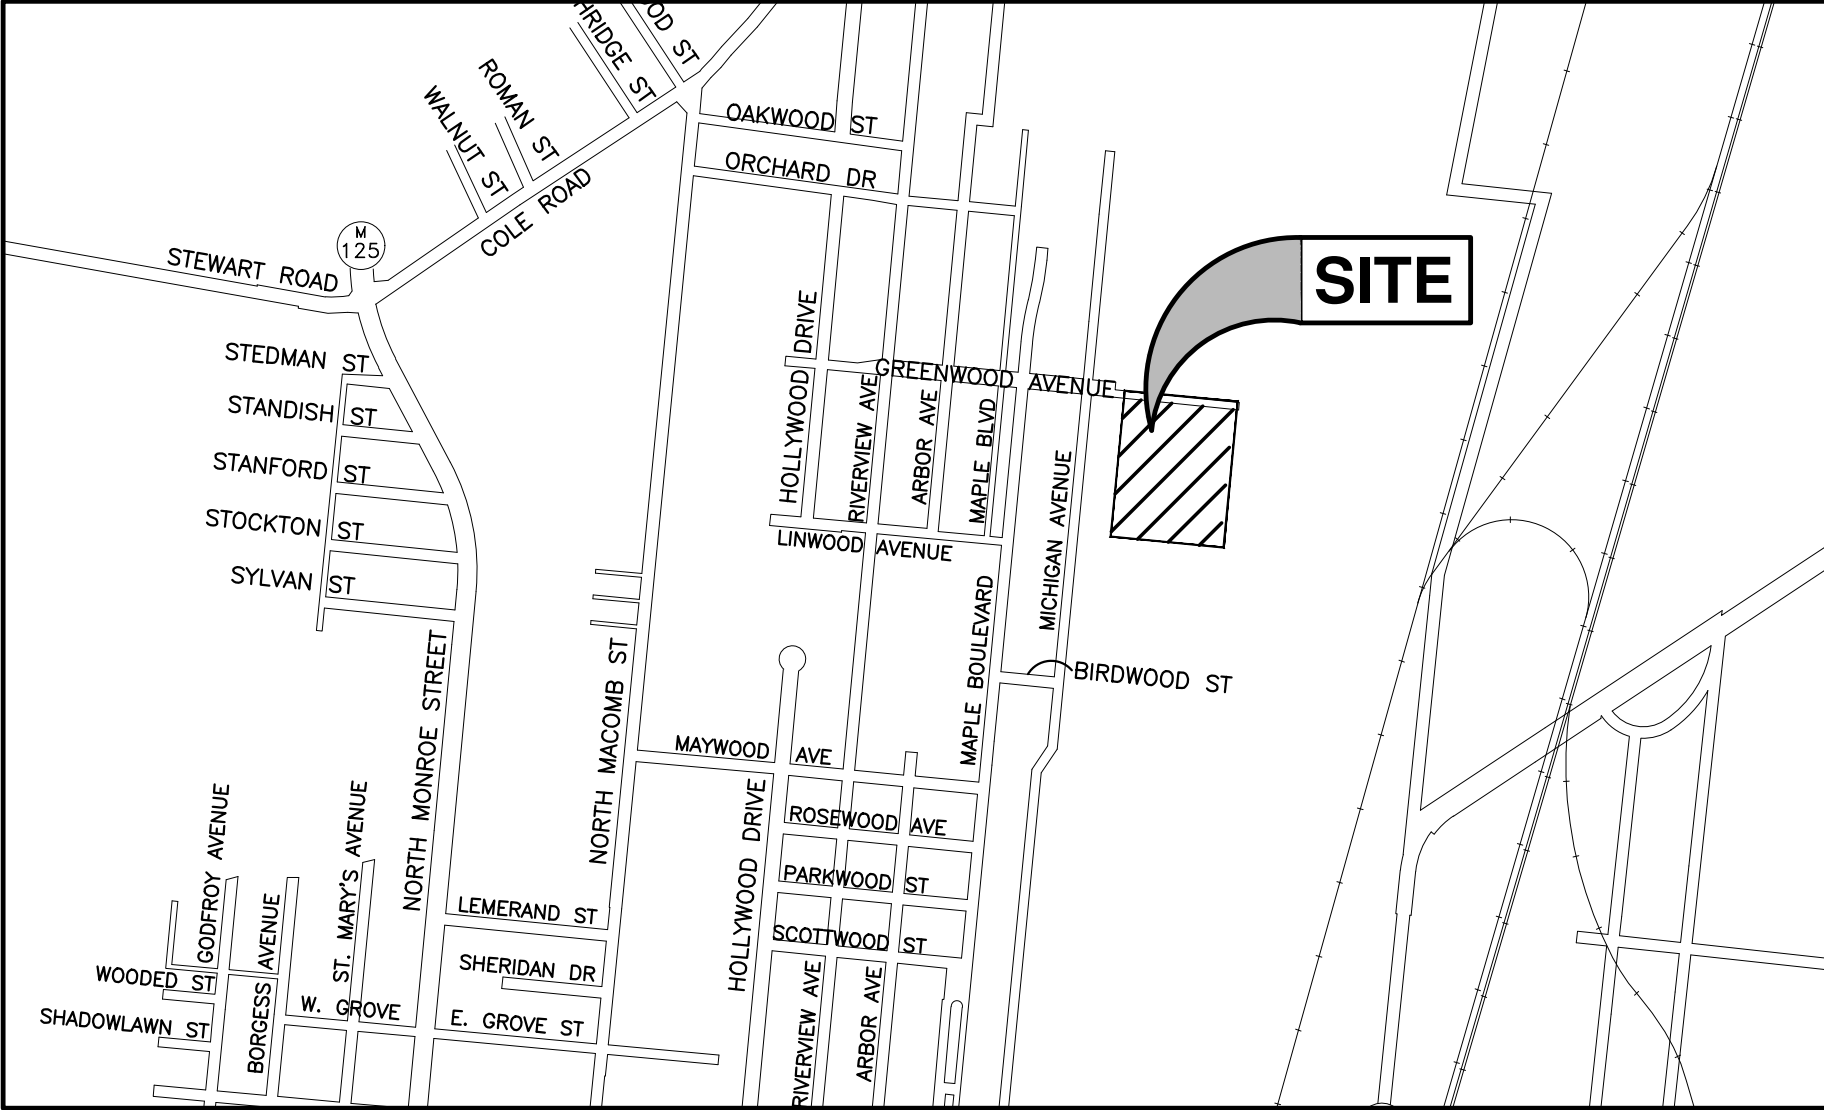 OOD ST
HRIDGE ST
ROMAN ST
WALNUT ST
OAKWOOD ST
ORCHARD DR
COLE ROAD
M
125
STEWART ROAD
SITE
HOLLYWOOD DRIVE
STEDMAN ST
GREENWOOD AVENUE
STANDISH ST
RIVERVIEW AVE
ARBOR AVE
MAPLE BLVD
MICHIGAN AVENUE
STANFORD ST
STOCKTON ST
LINWOOD AVENUE
SYLVAN ST
MAPLE BOULEVARD
BIRDWOOD ST
NORTH MONROE STREET
NORTH MACOMB ST
MAYWOOD AVE
HOLLYWOOD DRIVE
ROSEWOOD AVE
GODFROY AVENUE
ST. MARY'S AVENUE
BORGESS AVENUE
PARKWOOD ST
LEMERAND ST
SCOTTWOOD ST
SHERIDAN DR
WOODED ST
RIVERVIEW AVE
ARBOR AVE
W. GROVE
E. GROVE ST
SHADOWLAWN ST